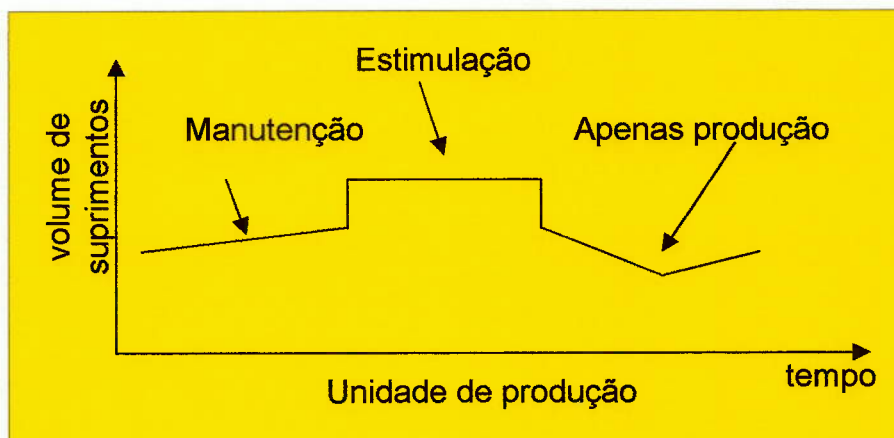 Estimulação
Manutenção
Apenas produção
volume de
suprimentos
tempo
Unidade de produção